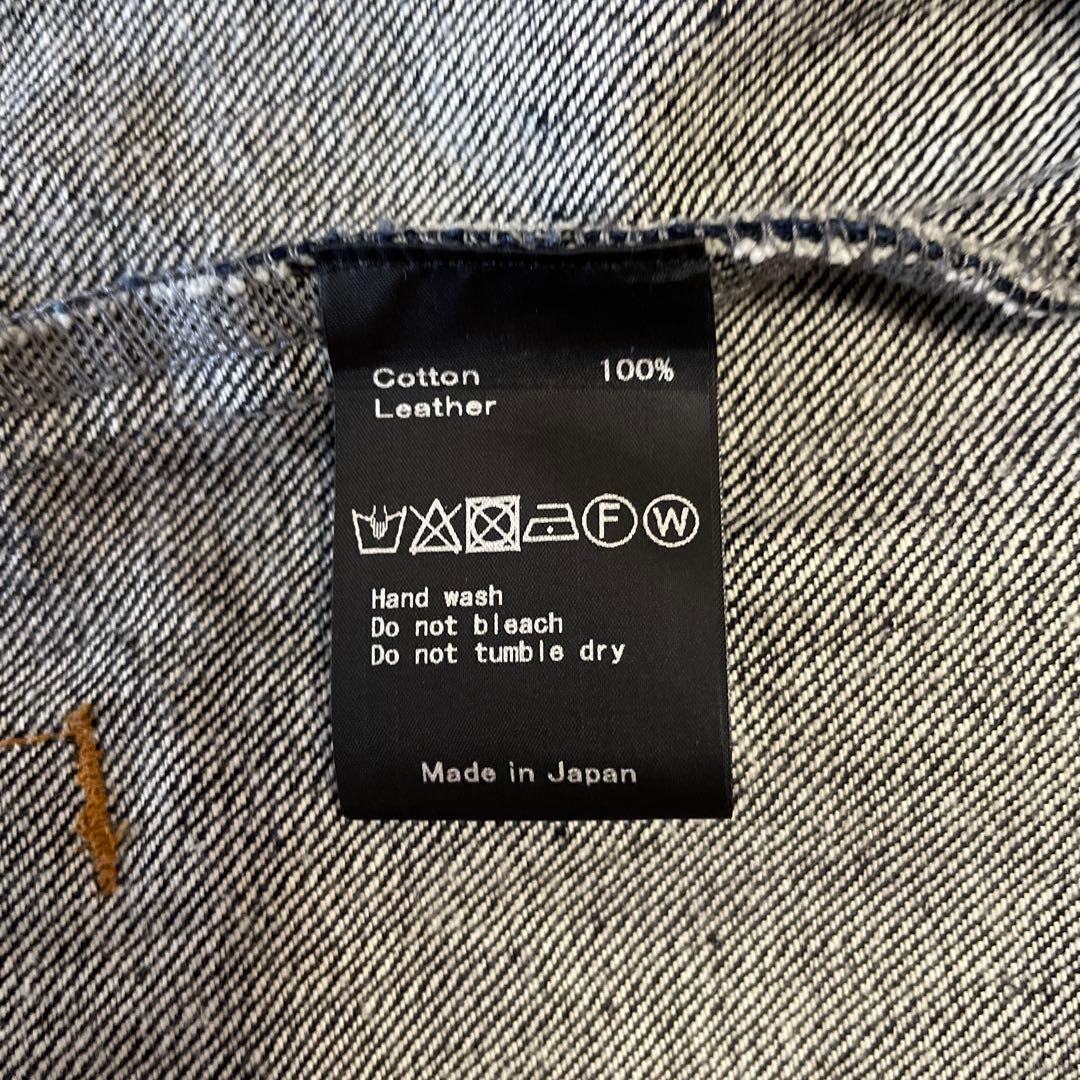 Cotton 100%
Leather
F W
Hand wash
Do not bleach
Do not tumble dry
Made in Japan